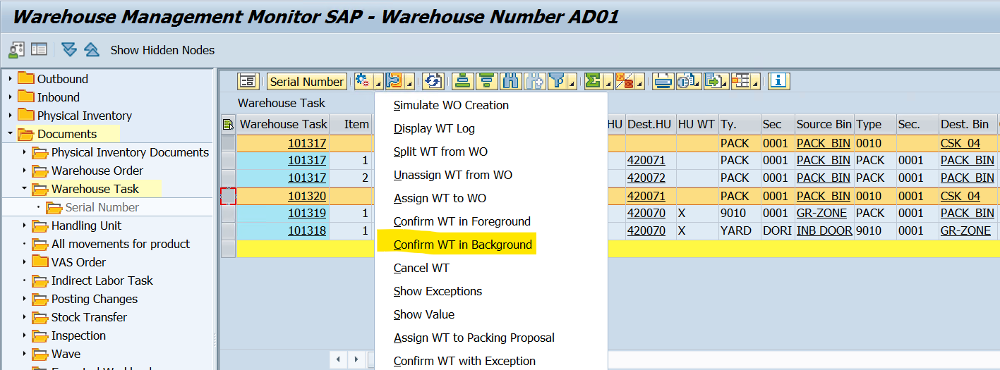 Warehouse Management Monitor SAP - Warehouse Number AD01
Show Hidden Nodes
Outbound
Inbound
Physical Inventory
Documents
Physical Inventory Documents
Warehouse Order
Warehouse Task
Serial Number
Handling Unit
All movements for product
VAS Order
Indirect Labor Task
Posting Changes
Stock Transfer
Inspection
Wave
Serial Number
Warehouse Task
Warehouse Task Item HU Dest.HU HU WT Ty. Sec Source Bin Type Sec. Dest. Bin
101317 PACK 0001 PACK_BIN 0010 CSK_04
101317 1 420071 PACK 0001 PACK_BIN PACK 0001 PACK_BIN
101317 2 420072 PACK 0001 PACK_BIN PACK 0001 PACK_BIN
101320 420071 PACK 0001 PACK_BIN 0010 CSK_04
101319 1 420070 X 9010 0001 GR-ZONE PACK 0001 PACK_BIN
101318 1 420070 X YARD DORI INB DOOR 9010 0001 GR-ZONE
Simulate WO Creation
Display WT Log
Split WT from WO
Unassign WT from WO
Assign WT to WO
Confirm WT in Foreground
Confirm WT in Background
Cancel WT
Show Exceptions
Show Value
Assign WT to Packing Proposal
Confirm WT with Exception